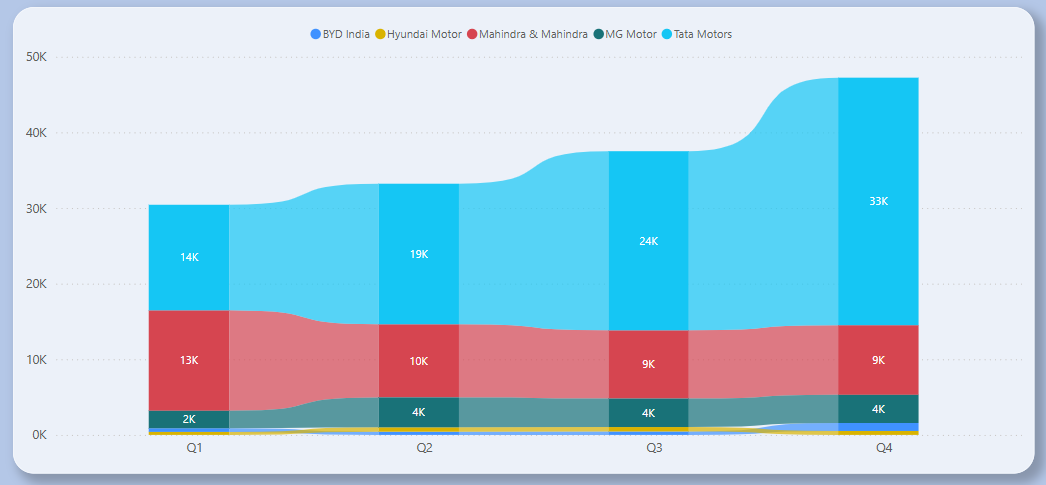 BYD India Hyundai Motor Mahindra & Mahindra MG Motor Tata Motors
50K
40K
30K
20K
10K
0K
14K
13K
2K
19K
10K
4K
24K
9K
4K
33K
9K
4K
Q1 Q2 Q3 Q4